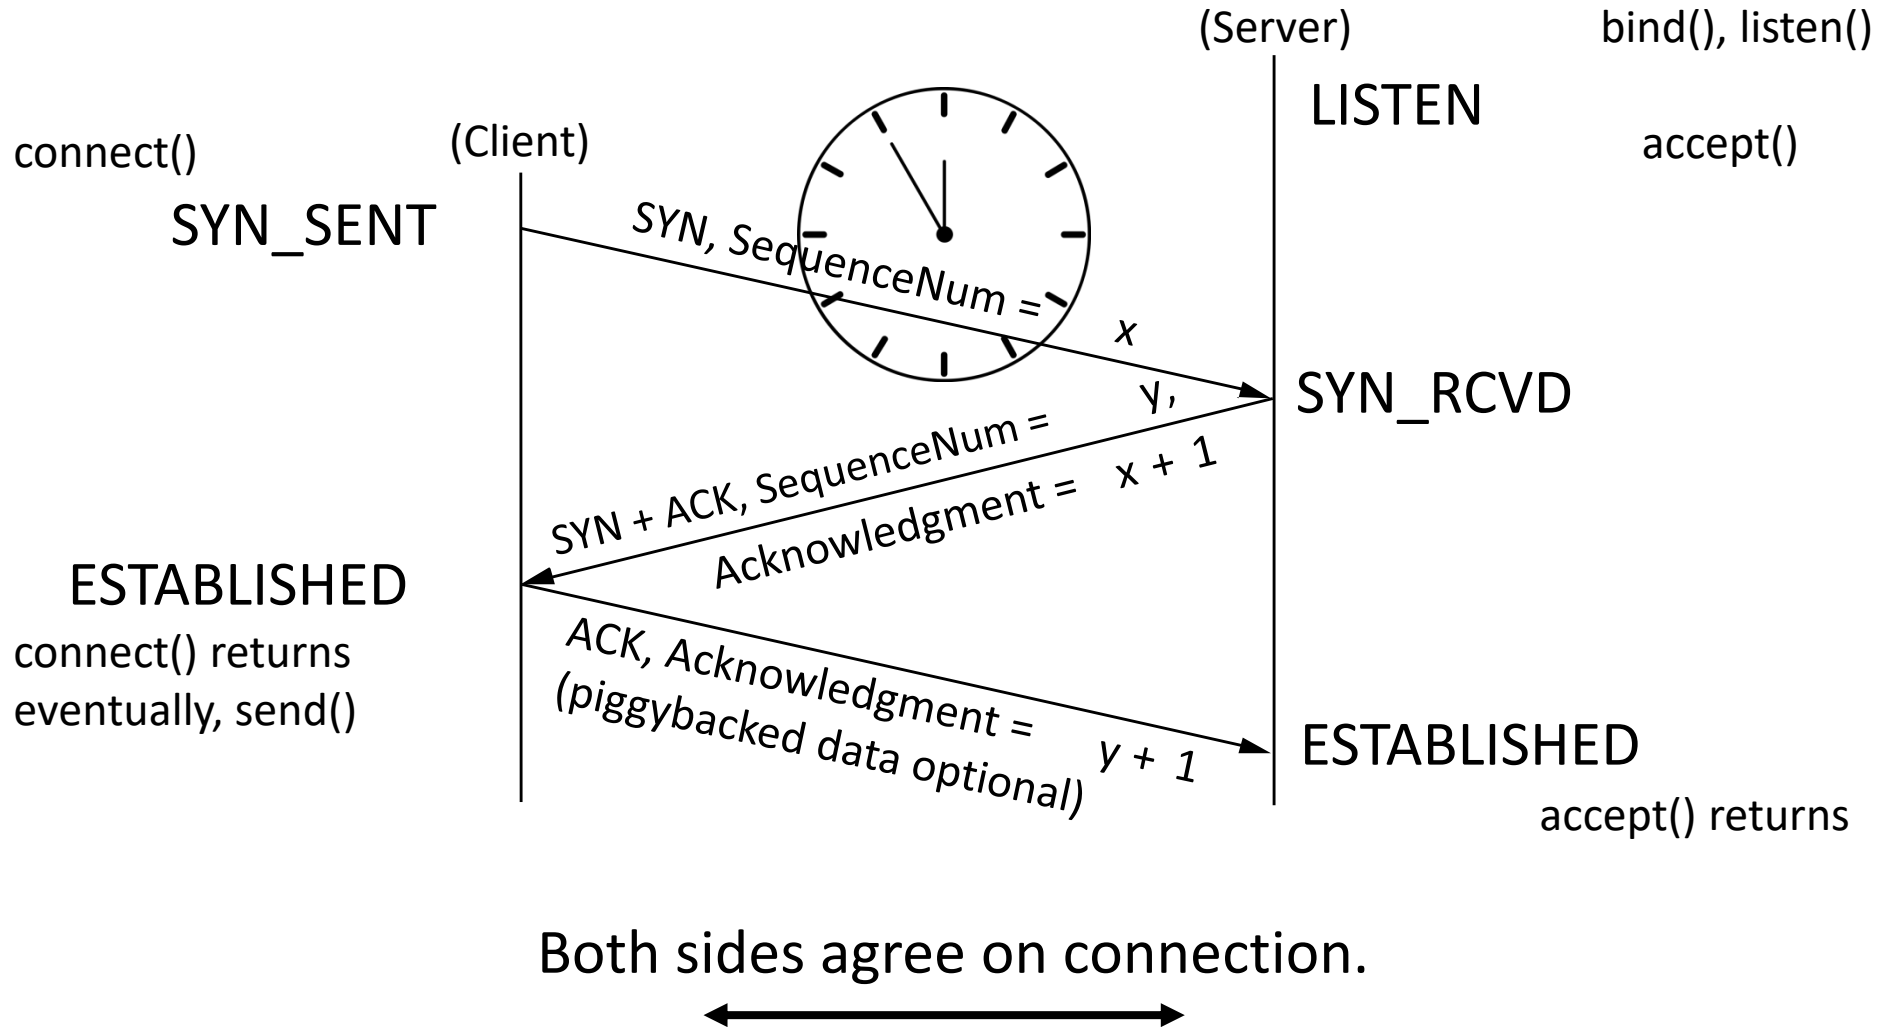 (Server)
bind(), listen()
LISTEN
connect()
(Client)
accept()
SYN_SENT
SYN, SequenceNum = x
SYN_RCVD
SYN + ACK, SequenceNum = y,
Acknowledgment = x + 1
ESTABLISHED
connect() returns
eventually, send()
ACK, Acknowledgment = y + 1
(piggybacked data optional)
ESTABLISHED
accept() returns
Both sides agree on connection.